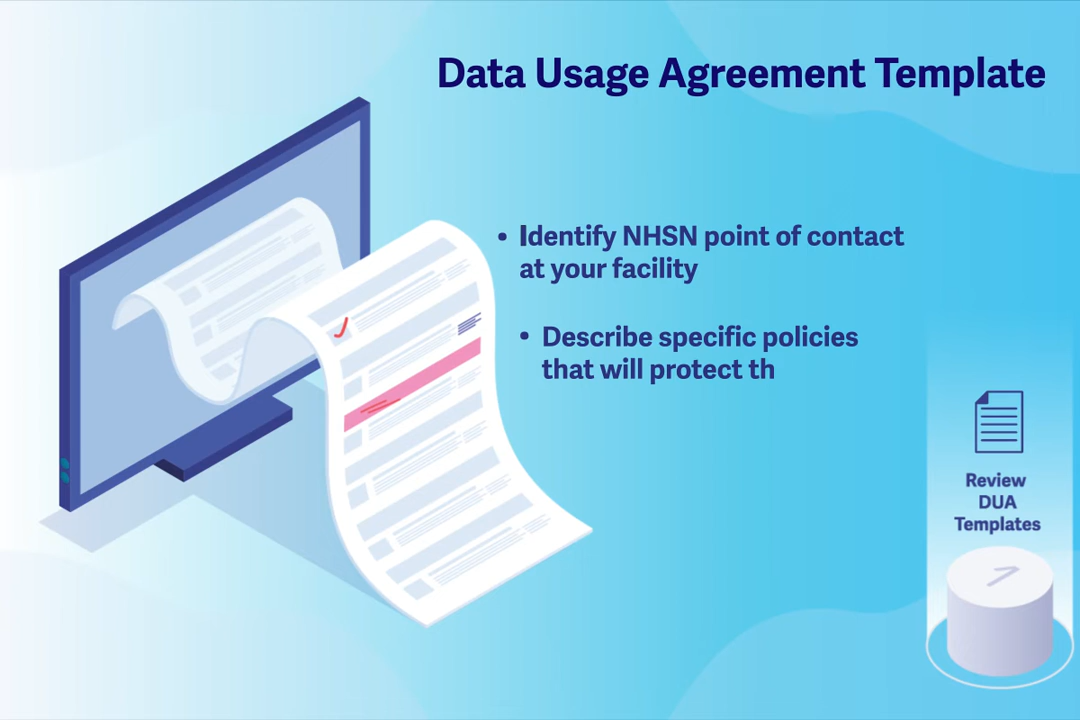 Data Usage Agreement Template
• Identify NHSN point of contact
at your facility
• Describe specific policies
that will protect th
Review
DUA
Templates
1